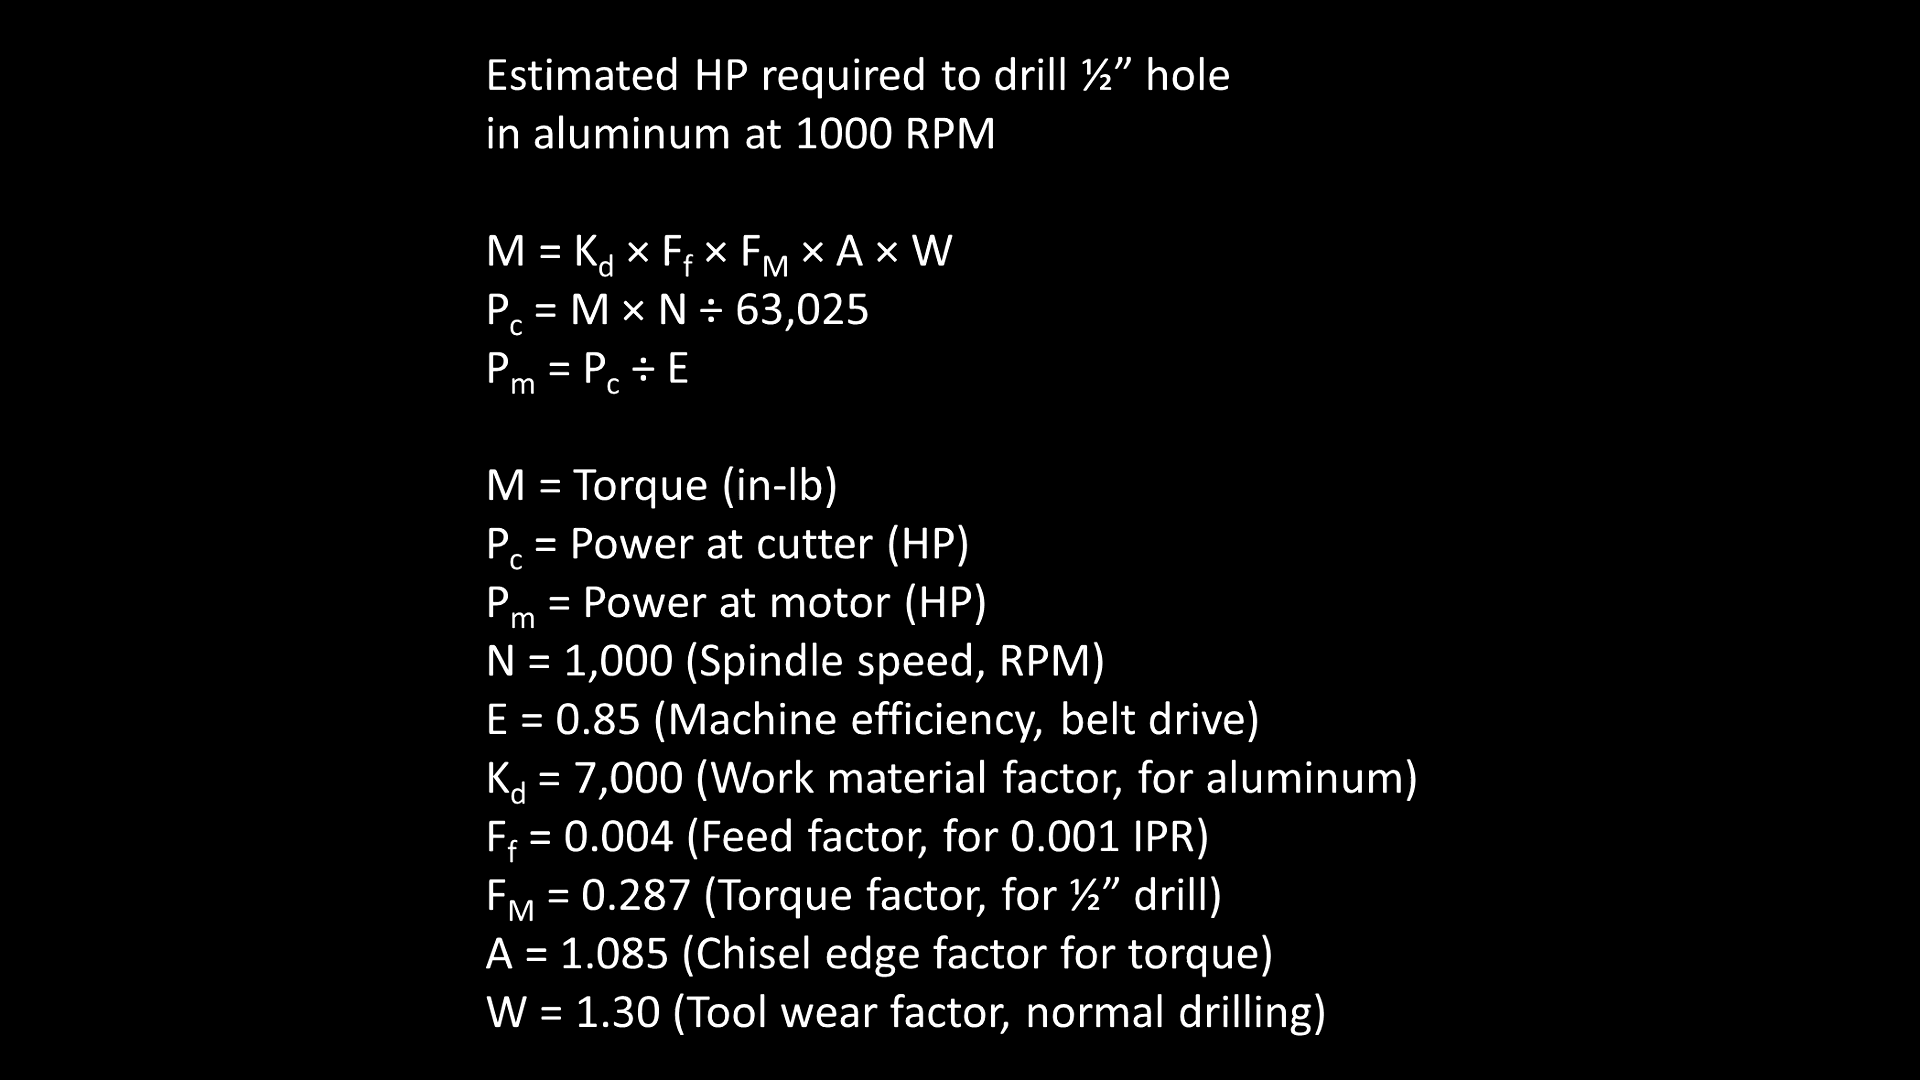 Estimated HP required to drill ½” hole
in aluminum at 1000 RPM
M = Kd × Ff × FM × A × W
Pc = M × N ÷ 63,025
Pm = Pc ÷ E
M = Torque (in-lb)
Pc = Power at cutter (HP)
Pm = Power at motor (HP)
N = 1,000 (Spindle speed, RPM)
E = 0.85 (Machine efficiency, belt drive)
Kd = 7,000 (Work material factor, for aluminum)
Ff = 0.004 (Feed factor, for 0.001 IPR)
FM = 0.287 (Torque factor, for ½” drill)
A = 1.085 (Chisel edge factor for torque)
W = 1.30 (Tool wear factor, normal drilling)